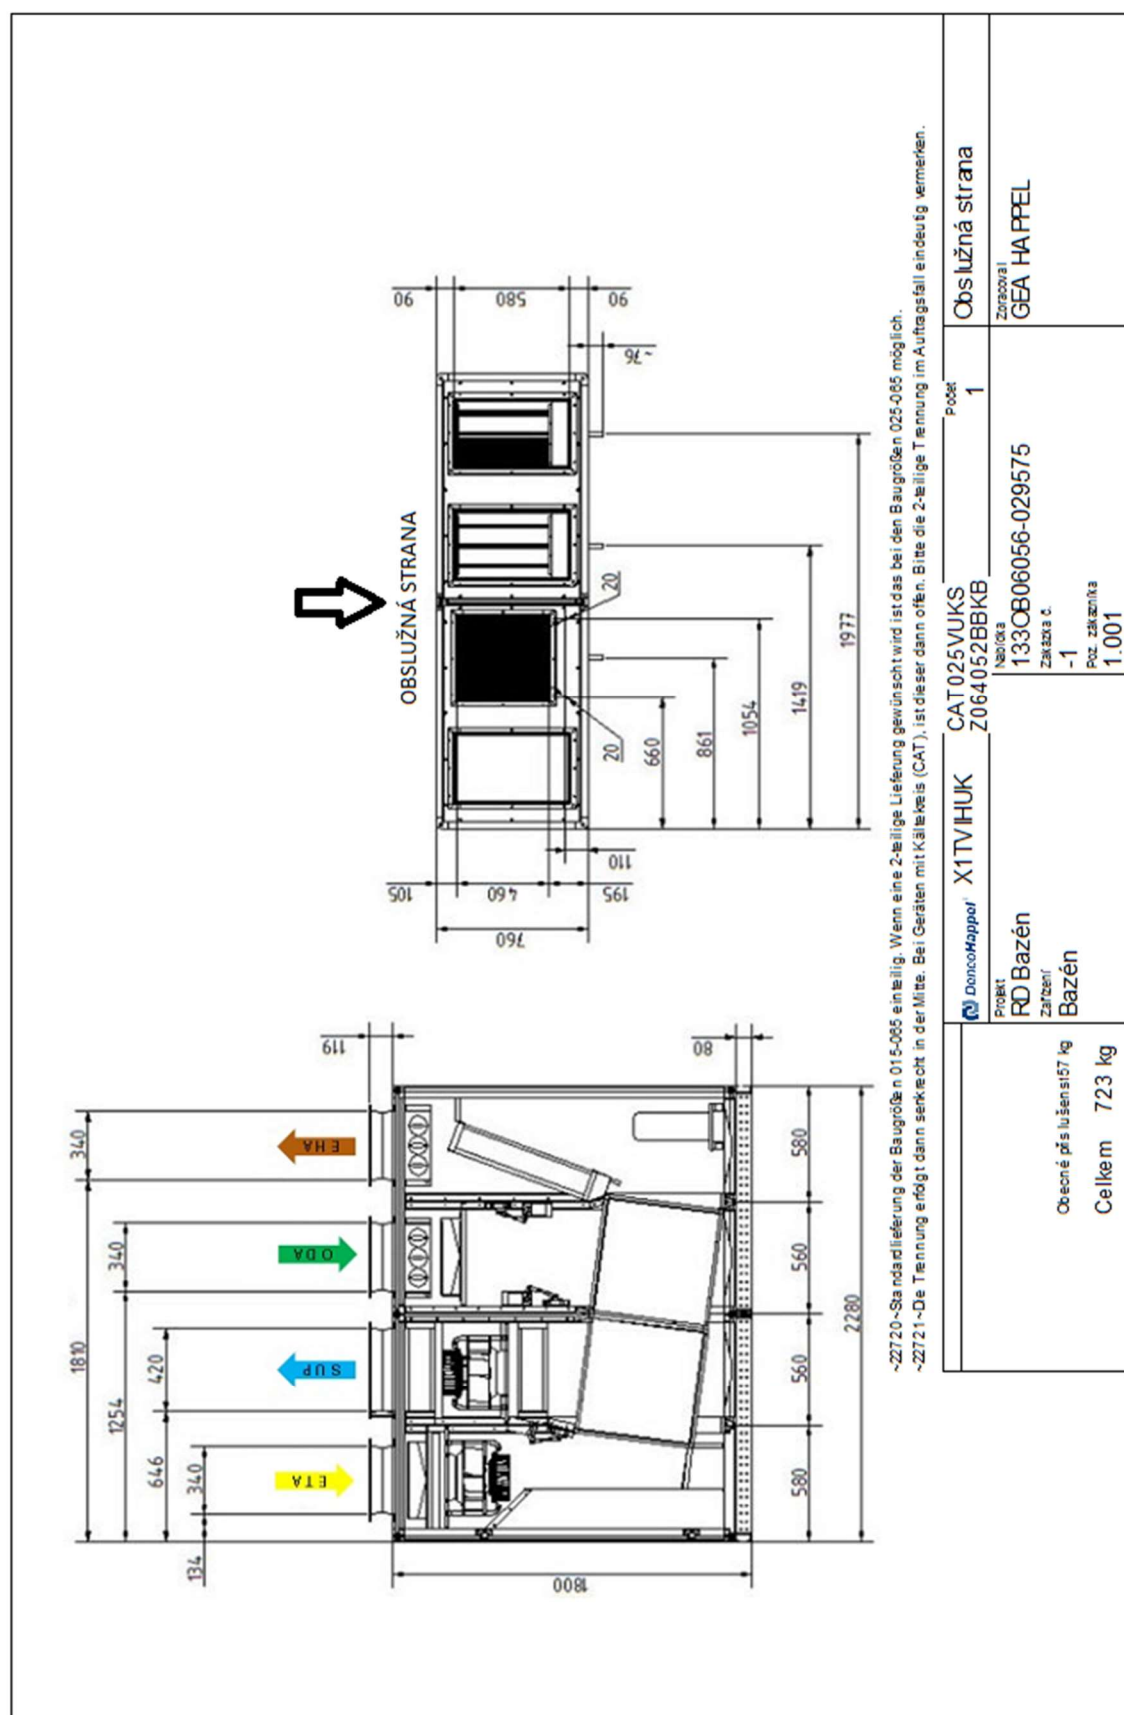 1810
340
1254
340
646
420
134
340
119
ETA
SUP
ODA
EHA
1800
80
580
560
560
580
2280
OBSLUŽNÁ STRANA
105
460
195
760
110
90
580
90
~76
20
20
660
861
1054
1419
1977
~22720~Standardlieferung der Baugrößen 015-065 einteilig. Wenn eine 2-teilige Lieferung gewünscht wird ist das bei den Baugrößen 025-065 möglich.
~22721~Die Trennung erfolgt dann senkrecht in der Mitte. Bei Geräten mit Kältekreis (CAT), ist dieser dann offen. Bitte die 2-teilige Trennung im Auftragsfall eindeutig vermerken.
DencoHappel X1TVIHUK
CAT025VUKS
Z064052BBKB
Počet
1
Obslužná strana
Projekt
RD Bazén
Zařízení
Bazén
Nabídka
133OB06056-029575
Zakázka č.
-1
Poz. zákazníka
1.001
Zpracoval
GEA HAPPEL
157 kg
Celkem 723 kg